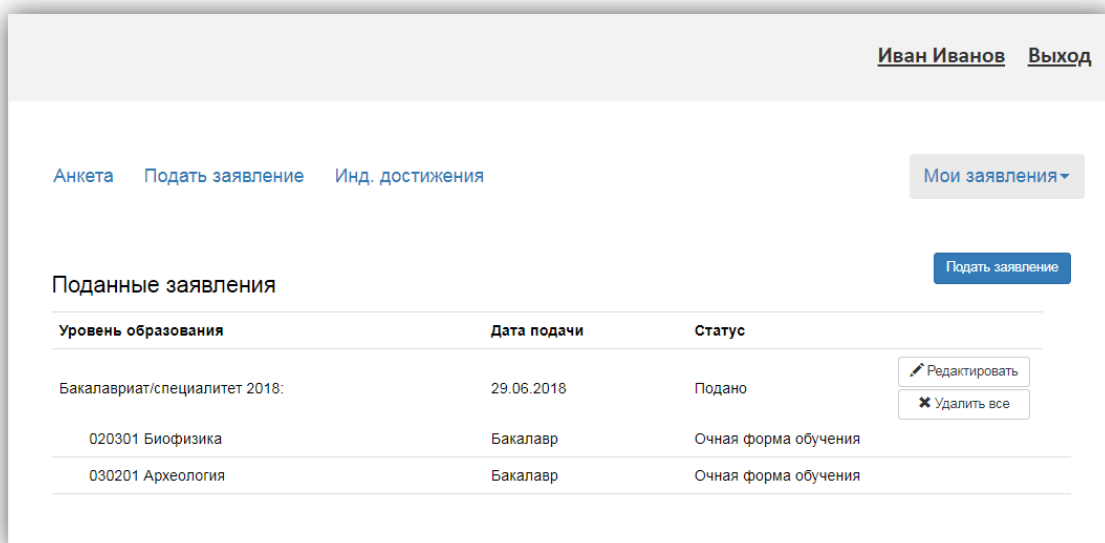 Иван Иванов Выход
Анкета Подать заявление Инд. достижения Мои заявления
Подать заявление
Поданные заявления
Уровень образования Дата подачи Статус
Бакалавриат/специалитет 2018: 29.06.2018 Подано Редактировать
Удалить все
020301 Биофизика Бакалавр Очная форма обучения
030201 Археология Бакалавр Очная форма обучения